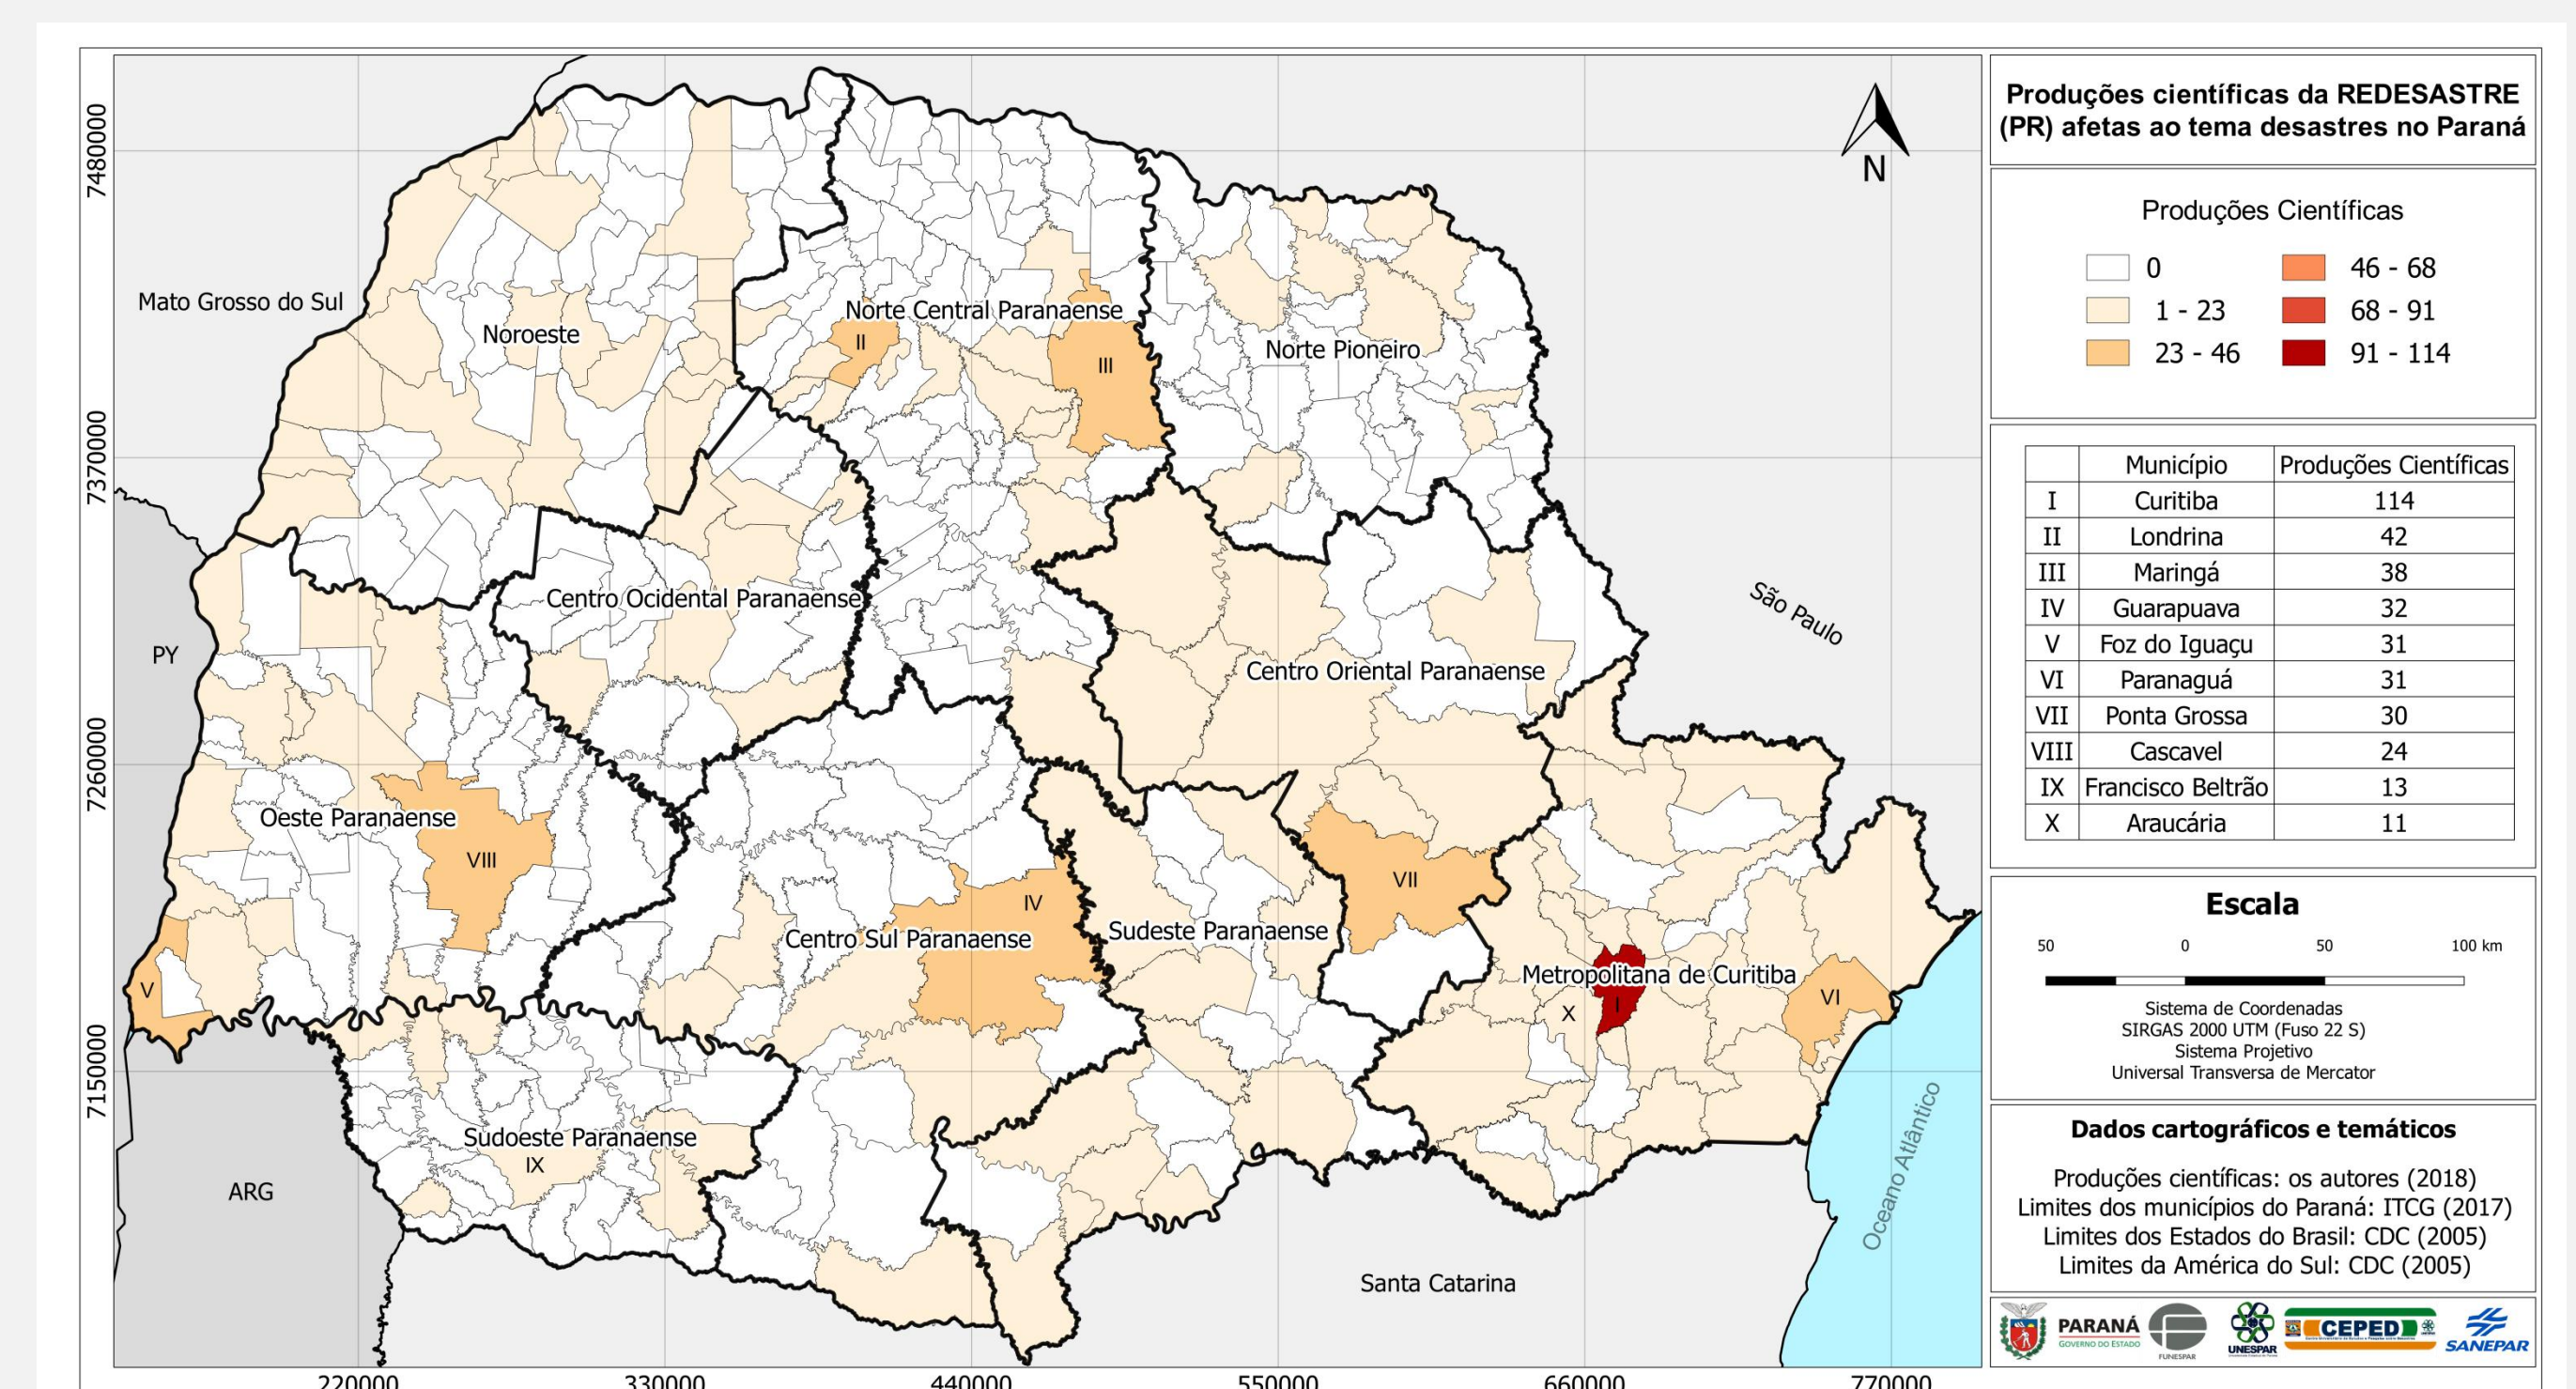 7480000
7370000
7260000
7150000
220000
330000
440000
550000
660000
770000
N
Mato Grosso do Sul
PY
ARG
São Paulo
Santa Catarina
Oceano Atlântico
Noroeste
Norte Central Paranaense
II
III
Norte Pioneiro
Centro Ocidental Paranaense
Centro Oriental Paranaense
Oeste Paranaense
VIII
V
Centro Sul Paranaense
IV
Sudeste Paranaense
VII
Metropolitana de Curitiba
X
I
VI
Sudoeste Paranaense
IX
Produções científicas da REDESASTRE
(PR) afetas ao tema desastres no Paraná
Produções Científicas
0
1 - 23
23 - 46
46 - 68
68 - 91
91 - 114
Município Produções Científicas
I Curitiba 114
II Londrina 42
III Maringá 38
IV Guarapuava 32
V Foz do Iguaçu 31
VI Paranaguá 31
VII Ponta Grossa 30
VIII Cascavel 24
IX Francisco Beltrão 13
X Araucária 11
Escala
50 0 50 100 km
Sistema de Coordenadas
SIRGAS 2000 UTM (Fuso 22 S)
Sistema Projetivo
Universal Transversa de Mercator
Dados cartográficos e temáticos
Produções científicas: os autores (2018)
Limites dos municípios do Paraná: ITCG (2017)
Limites dos Estados do Brasil: CDC (2005)
Limites da América do Sul: CDC (2005)
PARANÁ
GOVERNO DO ESTADO
FUNESPAR
UNESPAR
CEPED
SANEPAR